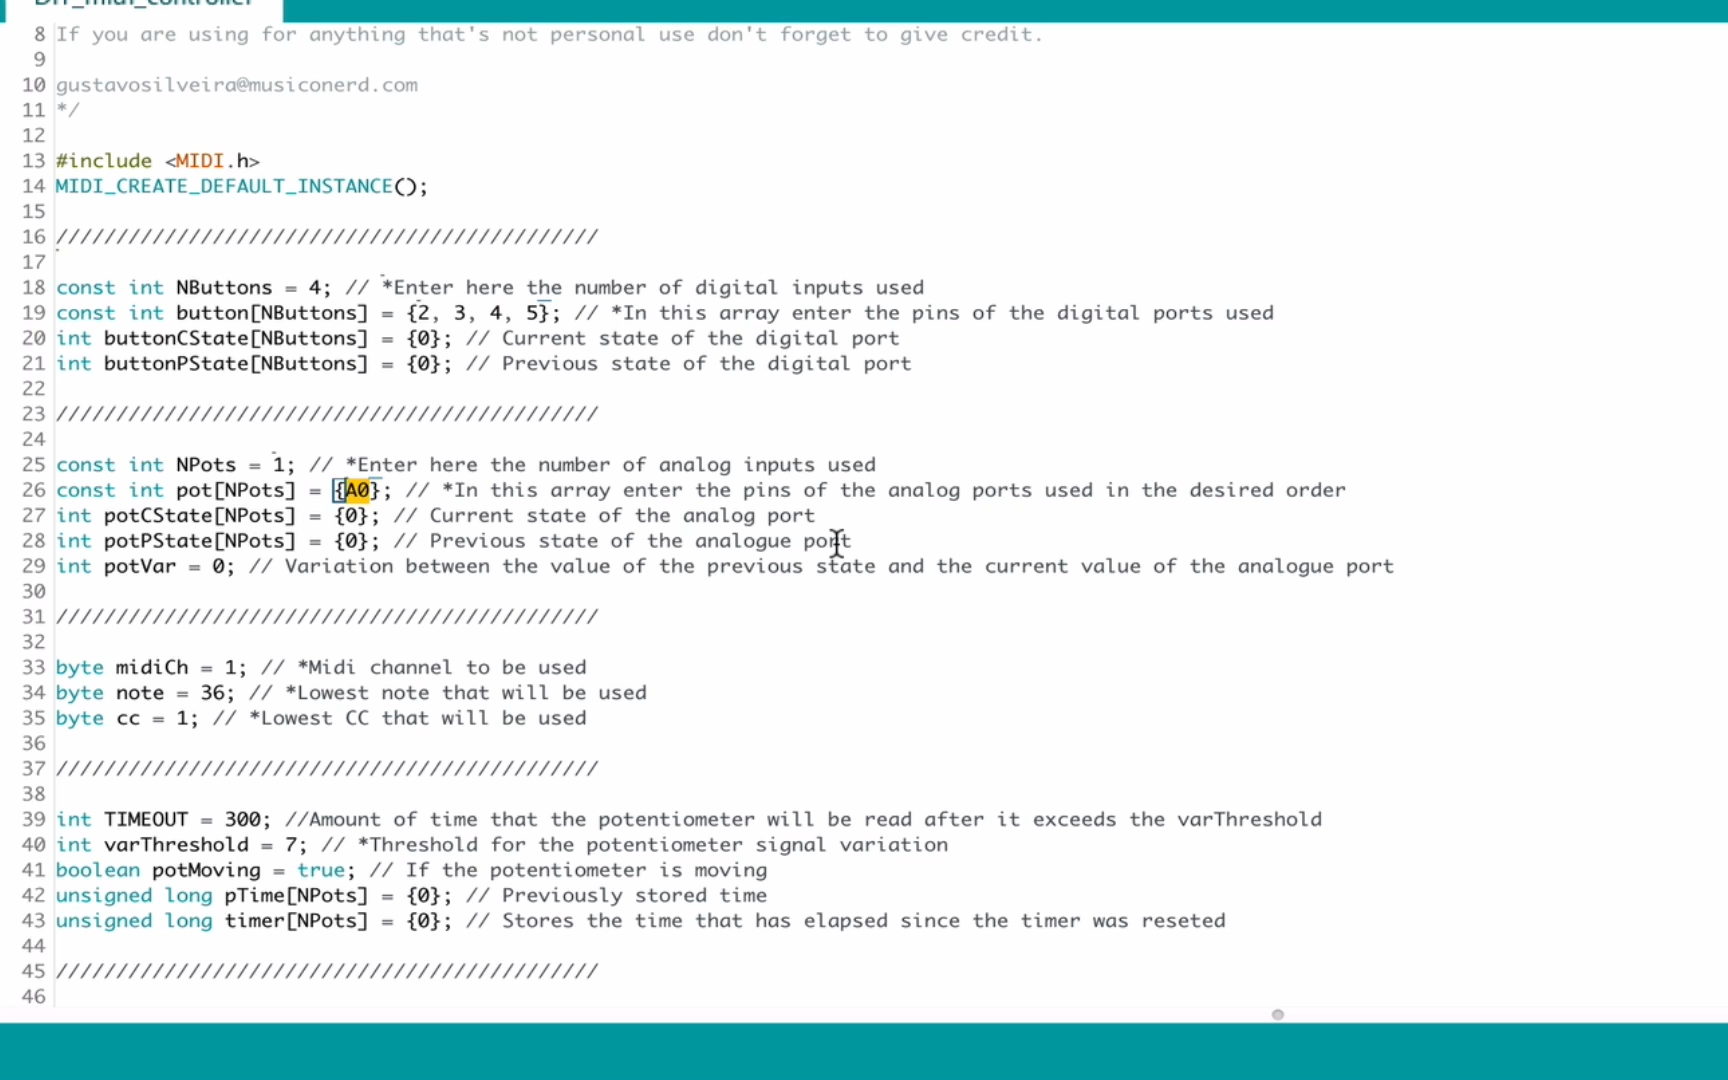 DIY_midi_controller
8 If you are using for anything that's not personal use don't forget to give credit.
9
10 gustavosilveira@musiconerd.com
11 */
12
13 #include <MIDI.h>
14 MIDI_CREATE_DEFAULT_INSTANCE();
15
16 /////////////////////////////////////////////
17
18 const int NButtons = 4; // *Enter here the number of digital inputs used
19 const int button[NButtons] = {2, 3, 4, 5}; // *In this array enter the pins of the digital ports used
20 int buttonCState[NButtons] = {0}; // Current state of the digital port
21 int buttonPState[NButtons] = {0}; // Previous state of the digital port
22
23 /////////////////////////////////////////////
24
25 const int NPots = 1; // *Enter here the number of analog inputs used
26 const int pot[NPots] = {A0}; // *In this array enter the pins of the analog ports used in the desired order
27 int potCState[NPots] = {0}; // Current state of the analog port
28 int potPState[NPots] = {0}; // Previous state of the analogue port
29 int potVar = 0; // Variation between the value of the previous state and the current value of the analogue port
30
31 /////////////////////////////////////////////
32
33 byte midiCh = 1; // *Midi channel to be used
34 byte note = 36; // *Lowest note that will be used
35 byte cc = 1; // *Lowest CC that will be used
36
37 /////////////////////////////////////////////
38
39 int TIMEOUT = 300; //Amount of time that the potentiometer will be read after it exceeds the varThreshold
40 int varThreshold = 7; // *Threshold for the potentiometer signal variation
41 boolean potMoving = true; // If the potentiometer is moving
42 unsigned long pTime[NPots] = {0}; // Previously stored time
43 unsigned long timer[NPots] = {0}; // Stores the time that has elapsed since the timer was reseted
44
45 /////////////////////////////////////////////
46